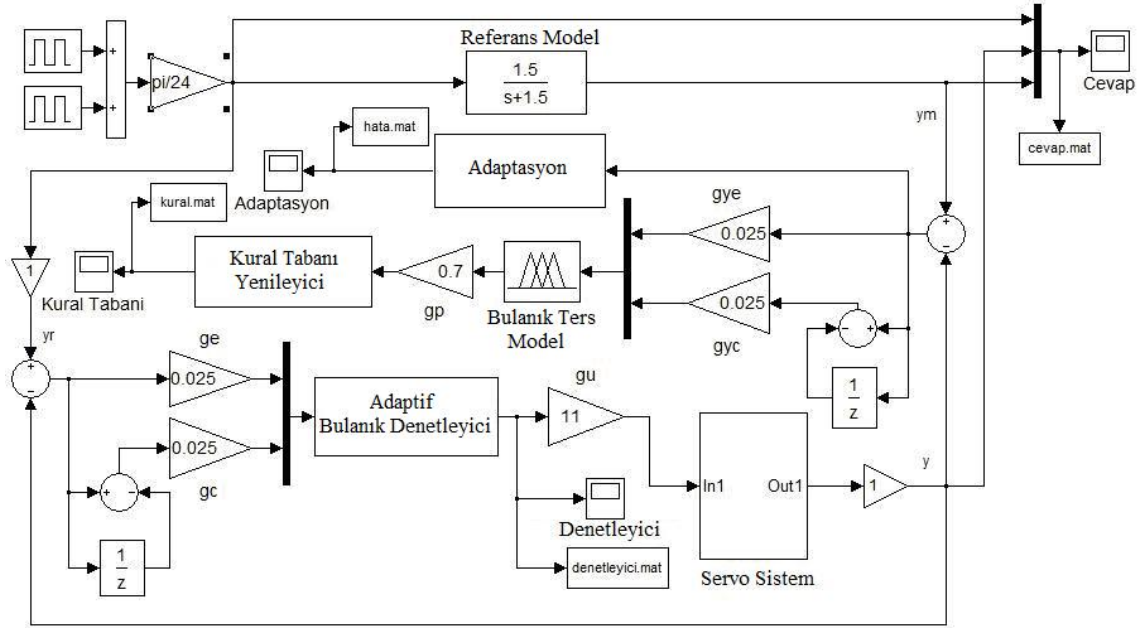 Referans Model
+
+
pi/24
1.5
s+1.5
Cevap
ym
cevap.mat
hata.mat
Adaptasyon
Adaptasyon
kural.mat
gye
0.025
+
−
1
Kural Tabani
Kural Tabanı
Yenileyici
0.7
gp
Bulanık Ters
Model
0.025
gyc
−
+
1
z
yr
+
−
ge
0.025
Adaptif
Bulanık Denetleyici
gu
11
0.025
gc
+
−
1
z
In1
Out1
1
y
Denetleyici
denetleyici.mat
Servo Sistem